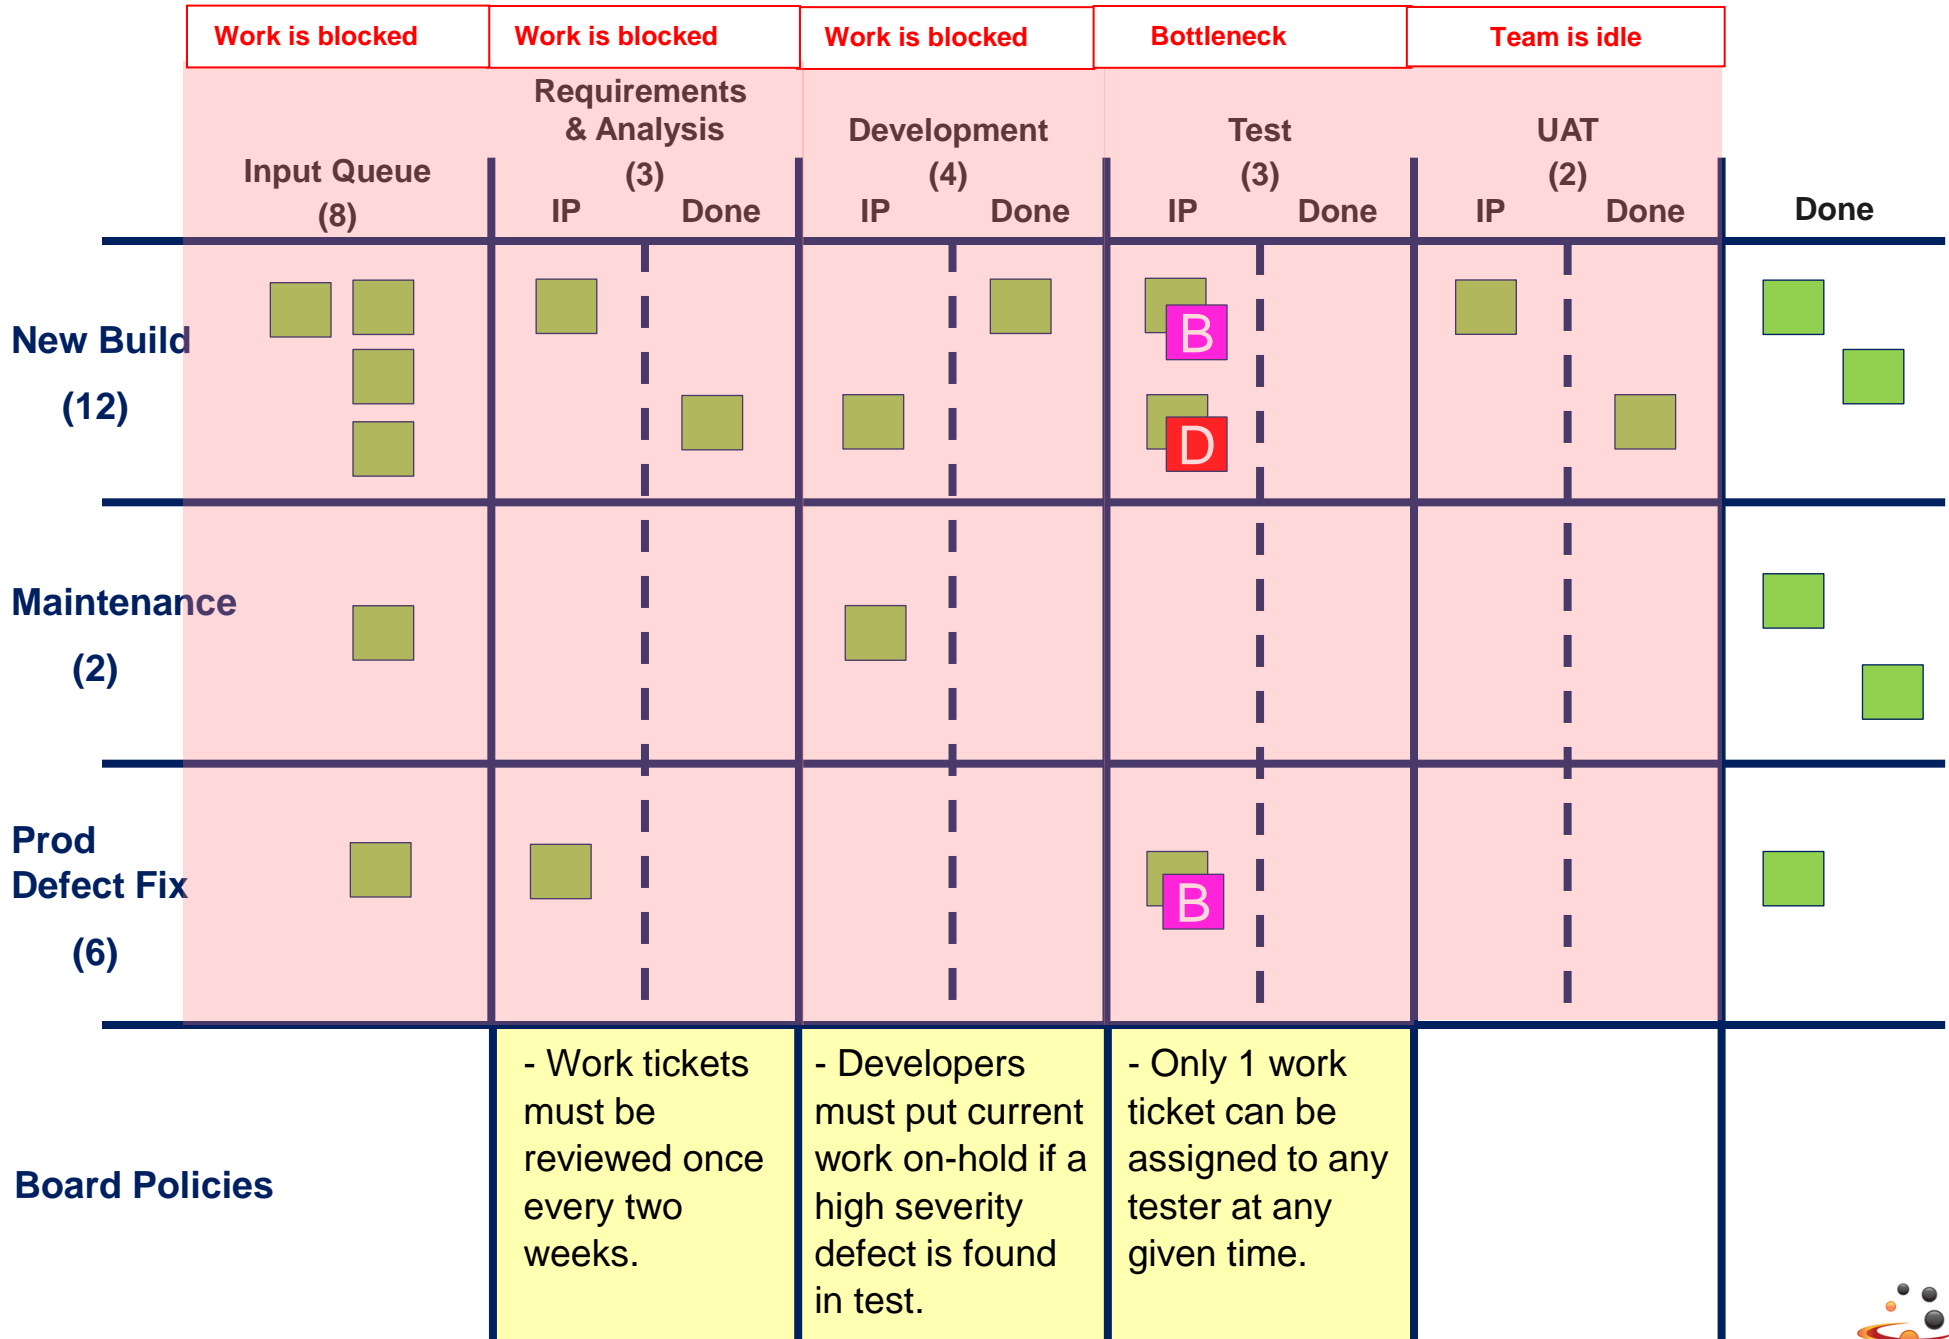 Work is blocked
Work is blocked
Work is blocked
Bottleneck
Team is idle
Input Queue
(8)
Requirements
& Analysis
(3)
IP Done
Development
(4)
IP Done
Test
(3)
IP Done
UAT
(2)
IP Done
Done
New Build
(12)
B
D
Maintenance
(2)
Prod
Defect Fix
(6)
B
Board Policies
- Work tickets
must be
reviewed once
every two
weeks.
- Developers
must put current
work on-hold if a
high severity
defect is found
in test.
- Only 1 work
ticket can be
assigned to any
tester at any
given time.